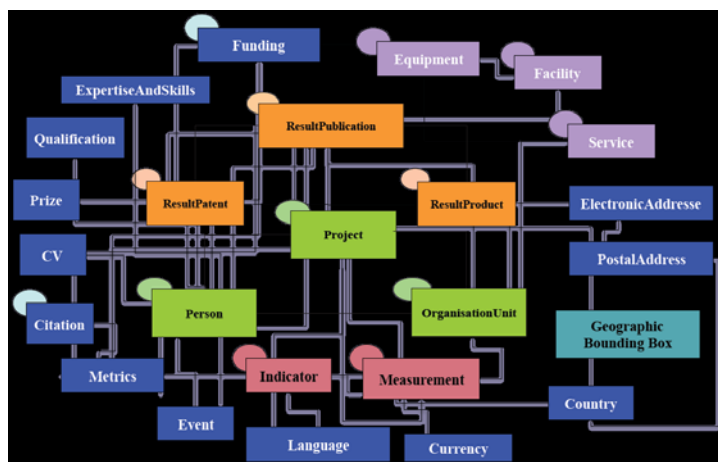 Funding
Equipment
Facility
ExpertiseAndSkills
ResultPublication
Qualification
Service
Prize
ResultPatent
ResultProduct
ElectronicAddresse
Project
CV
PostalAddress
Person
OrganisationUnit
Citation
Geographic
Bounding Box
Metrics
Indicator
Measurement
Country
Event
Language
Currency